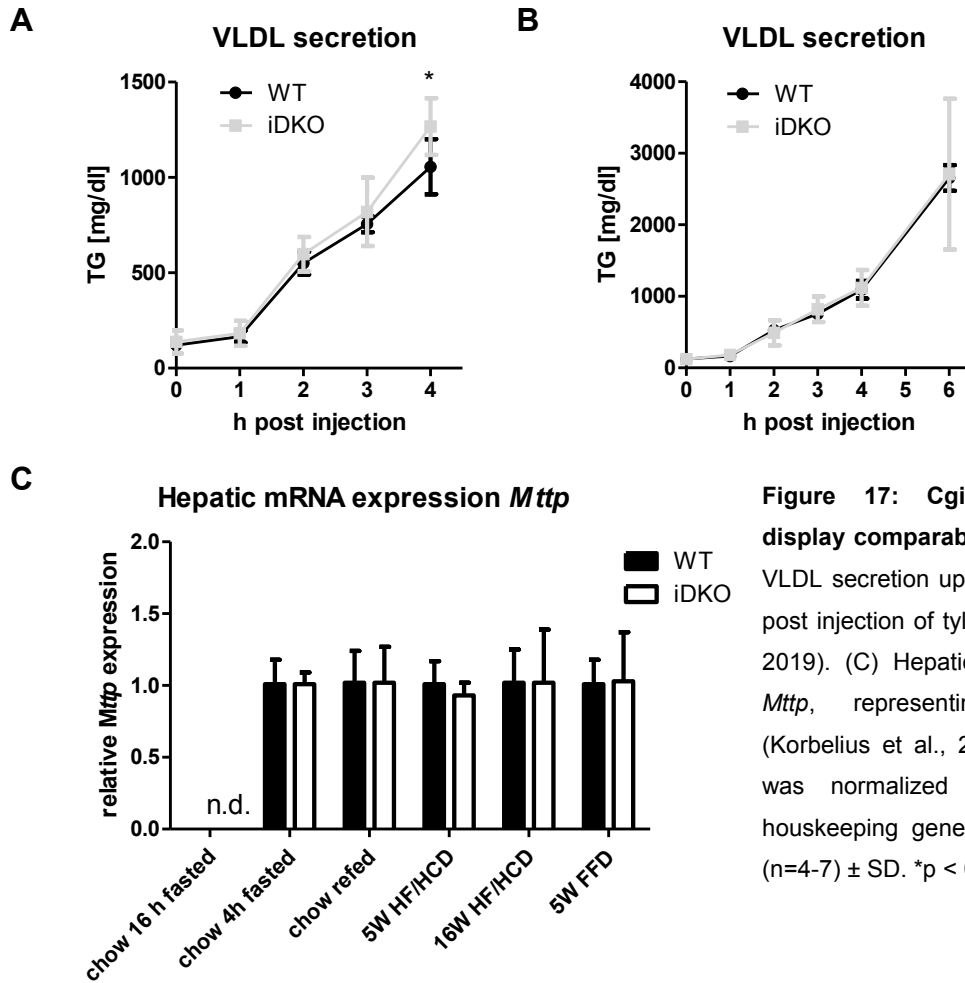 A
VLDL secretion
1500
1000
500
0
TG [mg/dl]
WT
iDKO
*
0 1 2 3 4
h post injection
B
VLDL secretion
4000
3000
2000
1000
0
TG [mg/dl]
WT
iDKO
0 1 2 3 4 5 6
h post injection
C
Hepatic mRNA expression Mttp
2.0
1.5
1.0
0.5
0.0
relative Mttp expression
WT
iDKO
n.d.
chow 16 h fasted
chow 4h fasted
chow refed
5W HF/HCD
16W HF/HCD
5W FFD
Figure 17: Cgi
display comparab
VLDL secretion up
post injection of tyl
2019). (C) Hepatic
Mttp, representin
(Korbelius et al., 2
was normalized
houskeeping gene
(n=4-7) ± SD. *p <